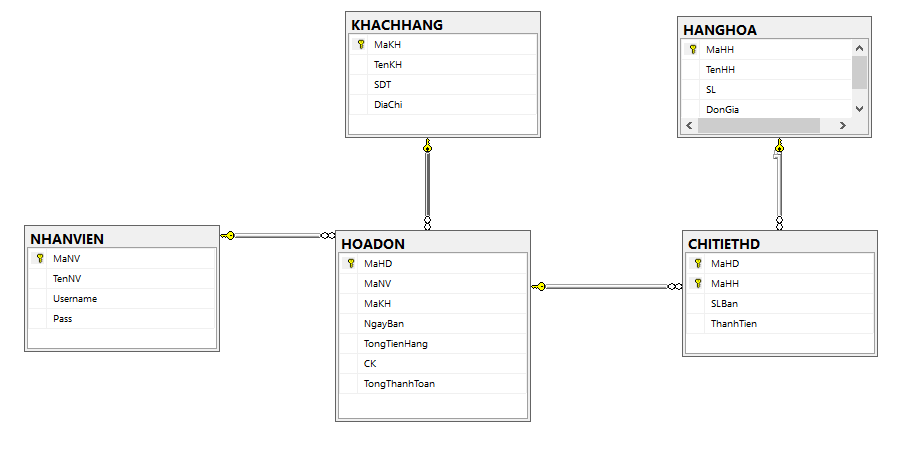 KHACHHANG
MaKH
TenKH
SDT
DiaChi
HANGHOA
MaHH
TenHH
SL
DonGia
NHANVIEN
MaNV
TenNV
Username
Pass
HOADON
MaHD
MaNV
MaKH
NgayBan
TongTienHang
CK
TongThanhToan
CHITIETHD
MaHD
MaHH
SLBan
ThanhTien